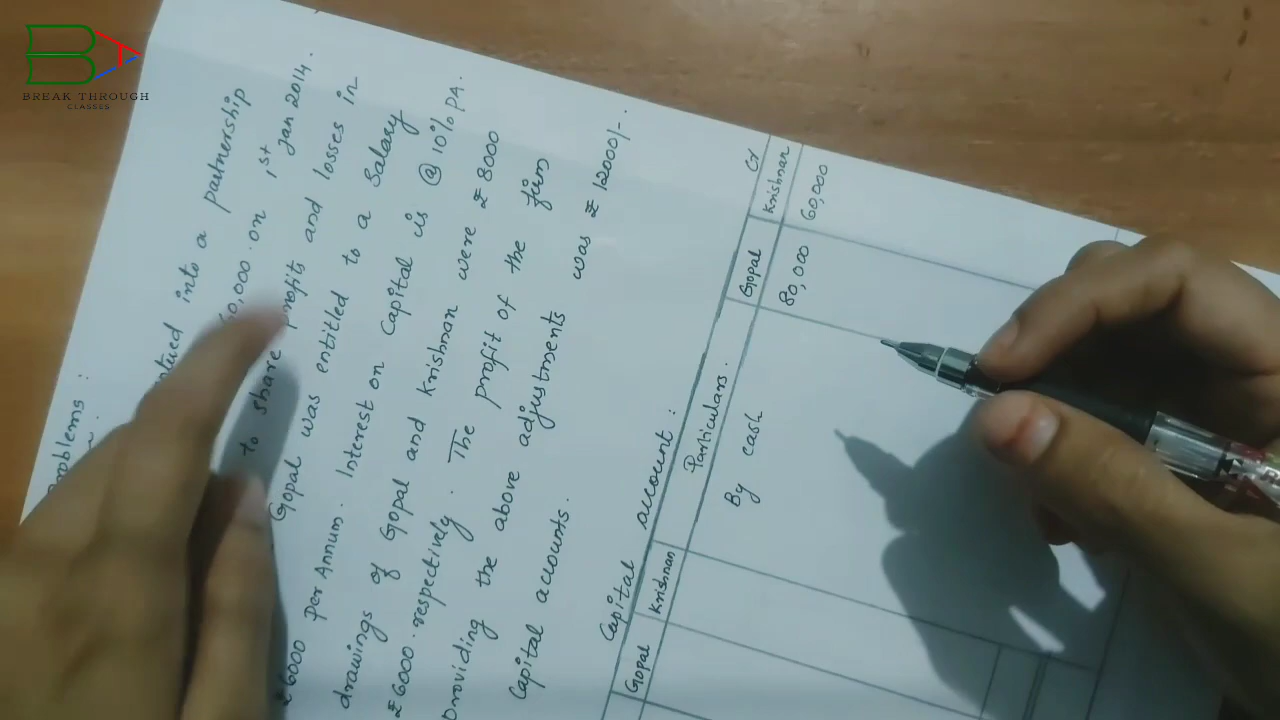 BREAK THROUGH
CLASSES
Problems :
into a partnership
60,000 on 1st Jan 2014.
to share profits and losses in
Gopal was entitled to a Salary
₹ 6000 per Annum. Interest on Capital is @ 10% PA.
drawings of Gopal and Krishnan were ₹ 8000
₹ 6000 respectively. The profit of the firm
providing the above adjustments was ₹ 12000/-.
Capital accounts.
Capital account :
Gopal Krishnan Particulars. Gopal Krishnan
By cash 80,000 60,000